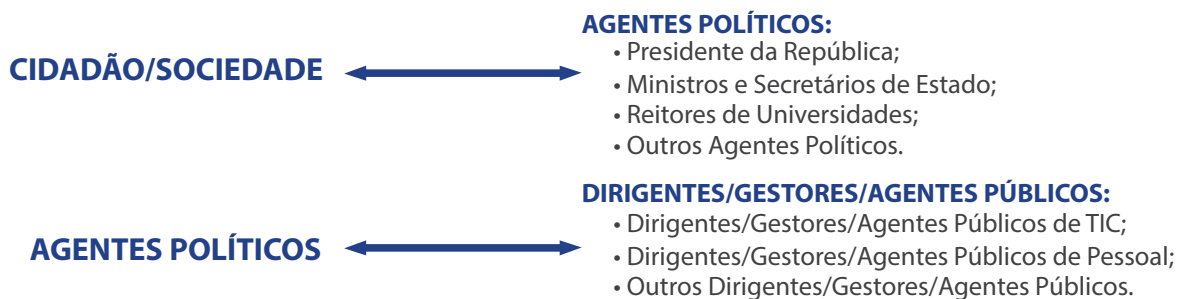 CIDADÃO/SOCIEDADE
AGENTES POLÍTICOS:
• Presidente da República;
• Ministros e Secretários de Estado;
• Reitores de Universidades;
• Outros Agentes Políticos.
AGENTES POLÍTICOS
DIRIGENTES/GESTORES/AGENTES PÚBLICOS:
• Dirigentes/Gestores/Agentes Públicos de TIC;
• Dirigentes/Gestores/Agentes Públicos de Pessoal;
• Outros Dirigentes/Gestores/Agentes Públicos.